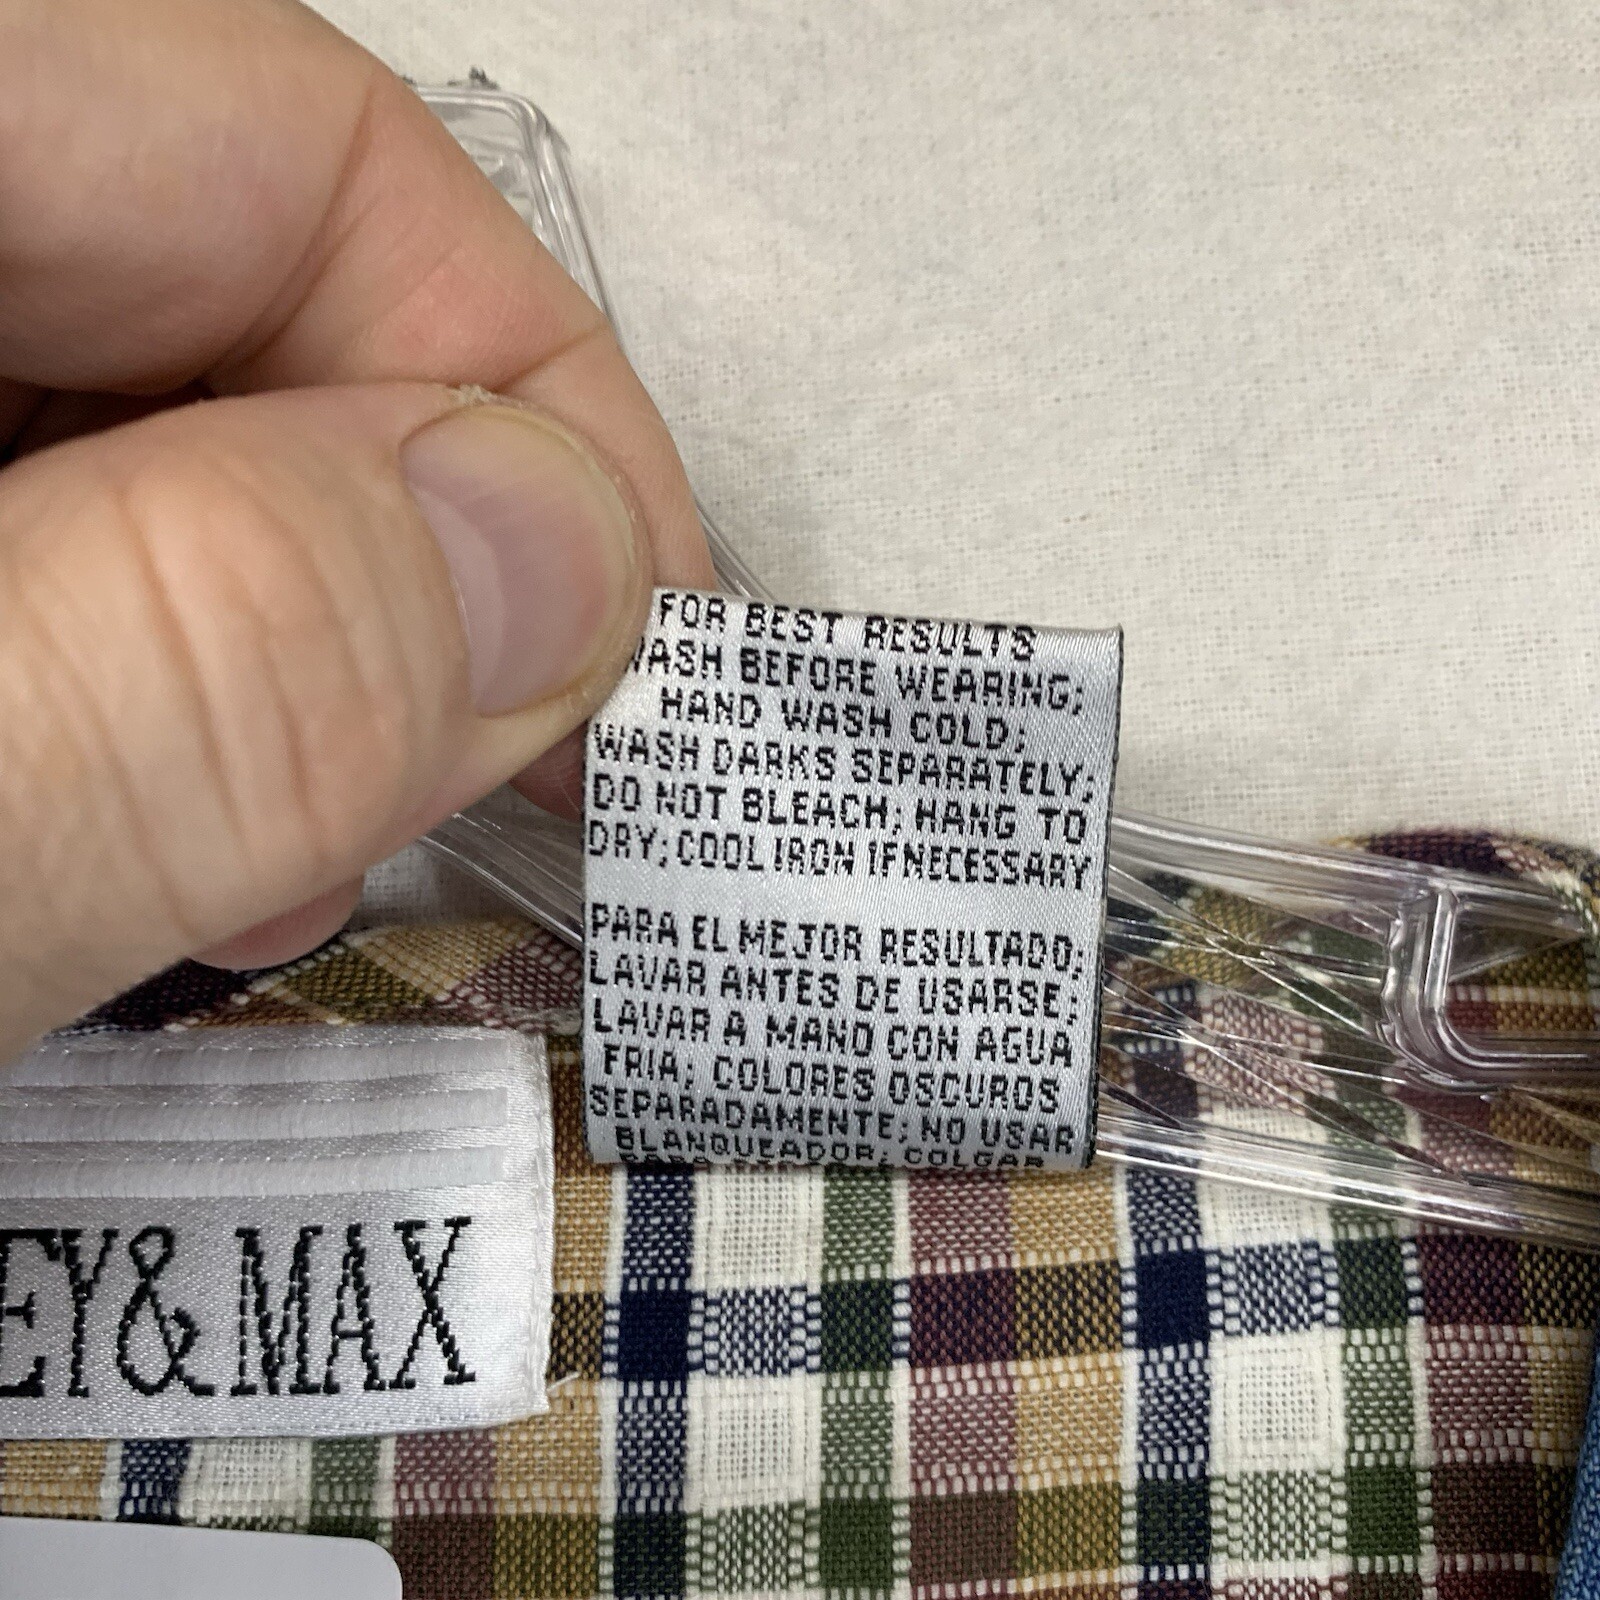 FOR BEST RESULTS
WASH BEFORE WEARING;
HAND WASH COLD;
WASH DARKS SEPARATELY;
DO NOT BLEACH; HANG TO
DRY; COOL IRON IF NECESSARY
PARA EL MEJOR RESULTADO;
LAVAR ANTES DE USARSE;
LAVAR A MANO CON AGUA
FRIA; COLORES OSCUROS
SEPARADAMENTE; NO USAR
BLANQUEADOR; COLGAR
EY& MAX